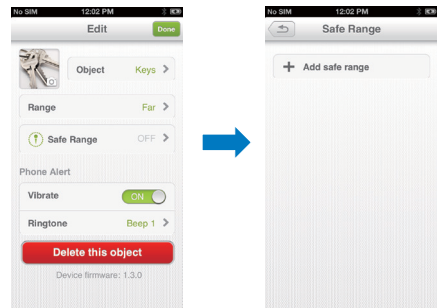 No SIM 12:02 PM
Edit Done
Object Keys
Range Far
Safe Range OFF
Phone Alert
Vibrate ON
Ringtone Beep 1
Delete this object
Device firmware: 1.3.0
No SIM 12:02 PM
Safe Range
Add safe range